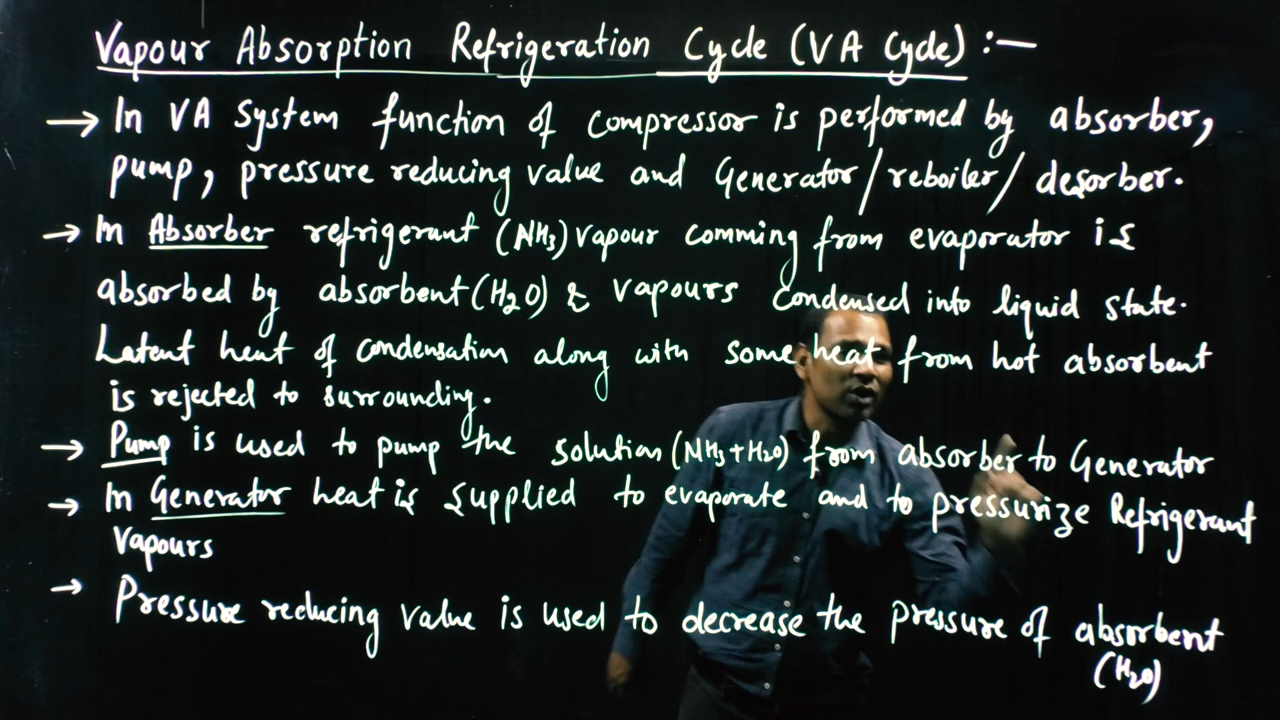 Vapour Absorption Refrigeration Cycle (VA Cycle) :—
→ In VA System function of compressor is performed by absorber,
pump, pressure reducing value and Generator/reboiler/desorber.
→ In Absorber refrigerant (NH3) vapour comming from evaporator is
absorbed by absorbent (H2O) & vapours condensed into liquid state.
Latent heat of condensation along with some heat from hot absorbent
is rejected to surrounding.
→ Pump is used to pump the solution (NH3+H2O) from absorber to Generator
→ In Generator heat is supplied to evaporate and to pressurize Refrigerant
Vapours
→ Pressure reducing value is used to decrease the pressure of absorbent
(H2O)